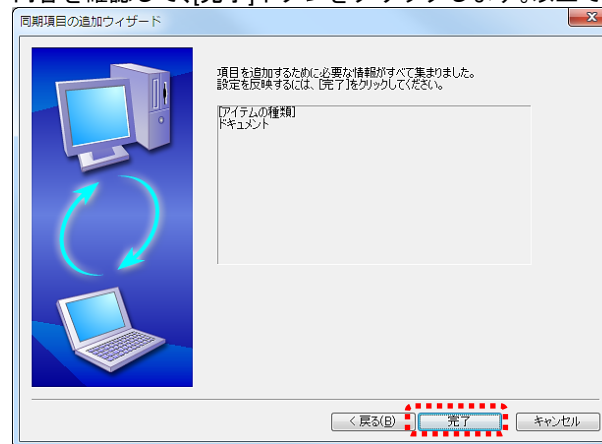 内容を確認して、[完了]ボタンをクリックします。以上で
同期項目の追加ウィザード
項目を追加するために必要な情報がすべて集まりました。
設定を反映するには、[完了]をクリックしてください。
[アイテムの種類]
ドキュメント
< 戻る(B)
完了
キャンセル